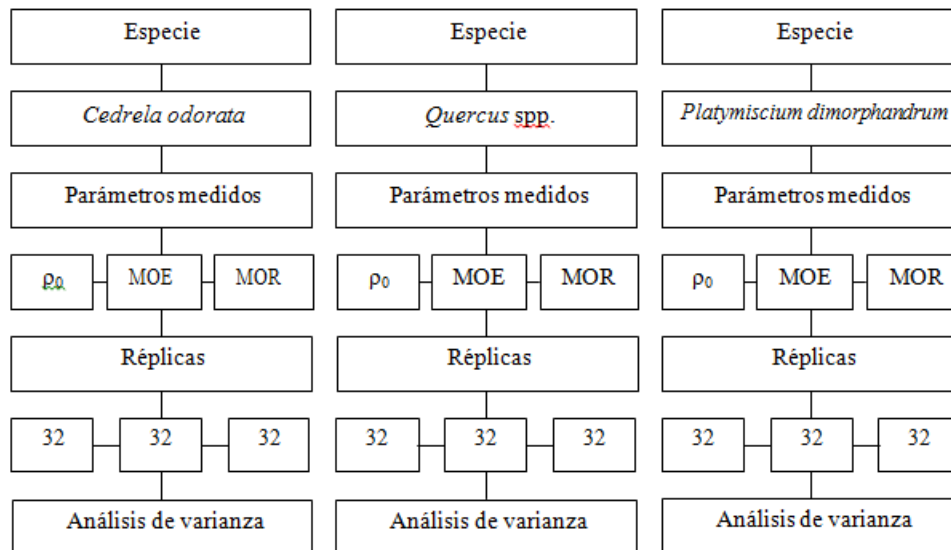 Especie Especie Especie
Cedrela odorata Quercus spp. Platymiscium dimorphandrum
Parámetros medidos Parámetros medidos Parámetros medidos
ρ₀ MOE MOR ρ₀ MOE MOR ρ₀ MOE MOR
Réplicas Réplicas Réplicas
32 32 32 32 32 32 32 32 32
Análisis de varianza Análisis de varianza Análisis de varianza